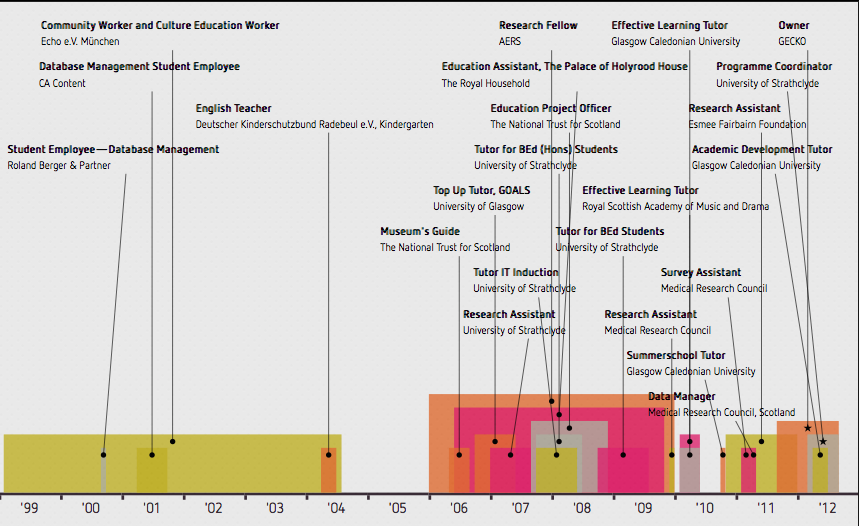 Community Worker and Culture Education Worker
Echo e.V. München
Research Fellow
AERS
Effective Learning Tutor
Glasgow Caledonian University
Owner
GECKO
Database Management Student Employee
CA Content
Education Assistant, The Palace of Holyrood House
The Royal Household
Programme Coordinator
University of Strathclyde
English Teacher
Deutscher Kinderschutzbund Radebeul e.V., Kindergarten
Education Project Officer
The National Trust for Scotland
Research Assistant
Esmee Fairbairn Foundation
Student Employee—Database Management
Roland Berger & Partner
Tutor for BEd (Hons) Students
University of Strathclyde
Academic Development Tutor
Glasgow Caledonian University
Top Up Tutor, GOALS
University of Glasgow
Effective Learning Tutor
Royal Scottish Academy of Music and Drama
Museum's Guide
The National Trust for Scotland
Tutor for BEd Students
University of Strathclyde
Tutor IT Induction
University of Strathclyde
Survey Assistant
Medical Research Council
Research Assistant
University of Strathclyde
Research Assistant
Medical Research Council
Summerschool Tutor
Glasgow Caledonian University
Data Manager
Medical Research Council, Scotland
'99 '00 '01 '02 '03 '04 '05 '06 '07 '08 '09 '10 '11 '12